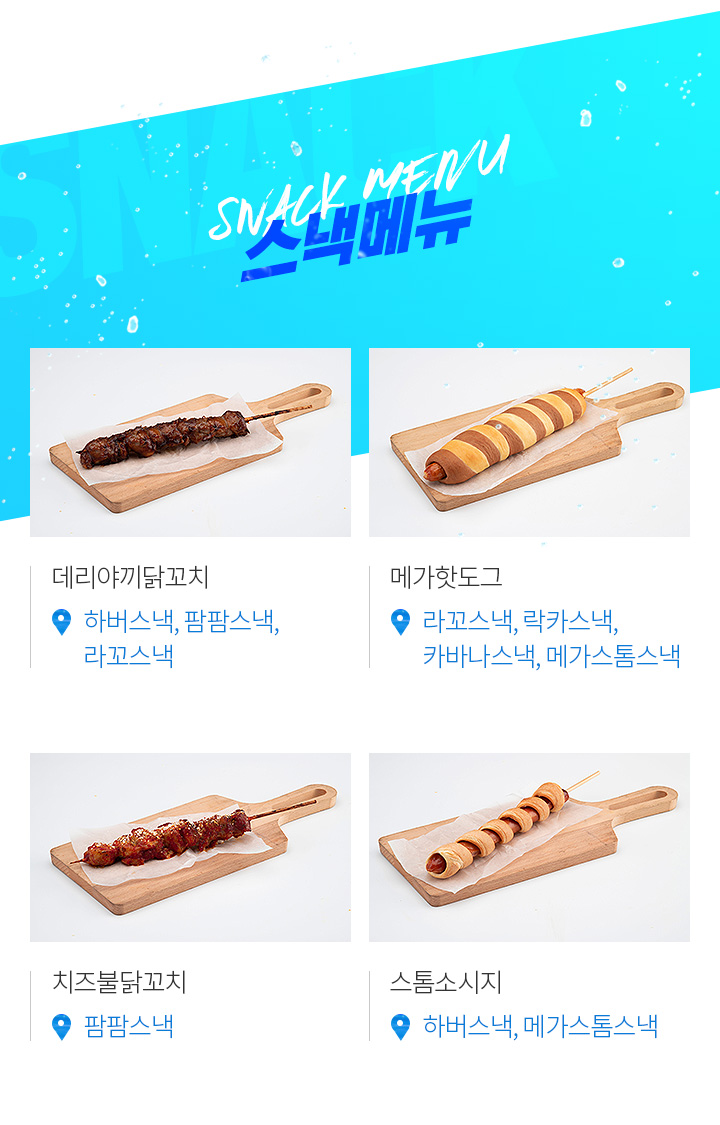 SNACK
SNACK MENU
스낵메뉴
데리야끼닭꼬치
하버스낵, 팜팜스낵,
라꼬스낵
메가핫도그
라꼬스낵, 락카스낵,
카바나스낵, 메가스톰스낵
치즈불닭꼬치
팜팜스낵
스톰소시지
하버스낵, 메가스톰스낵